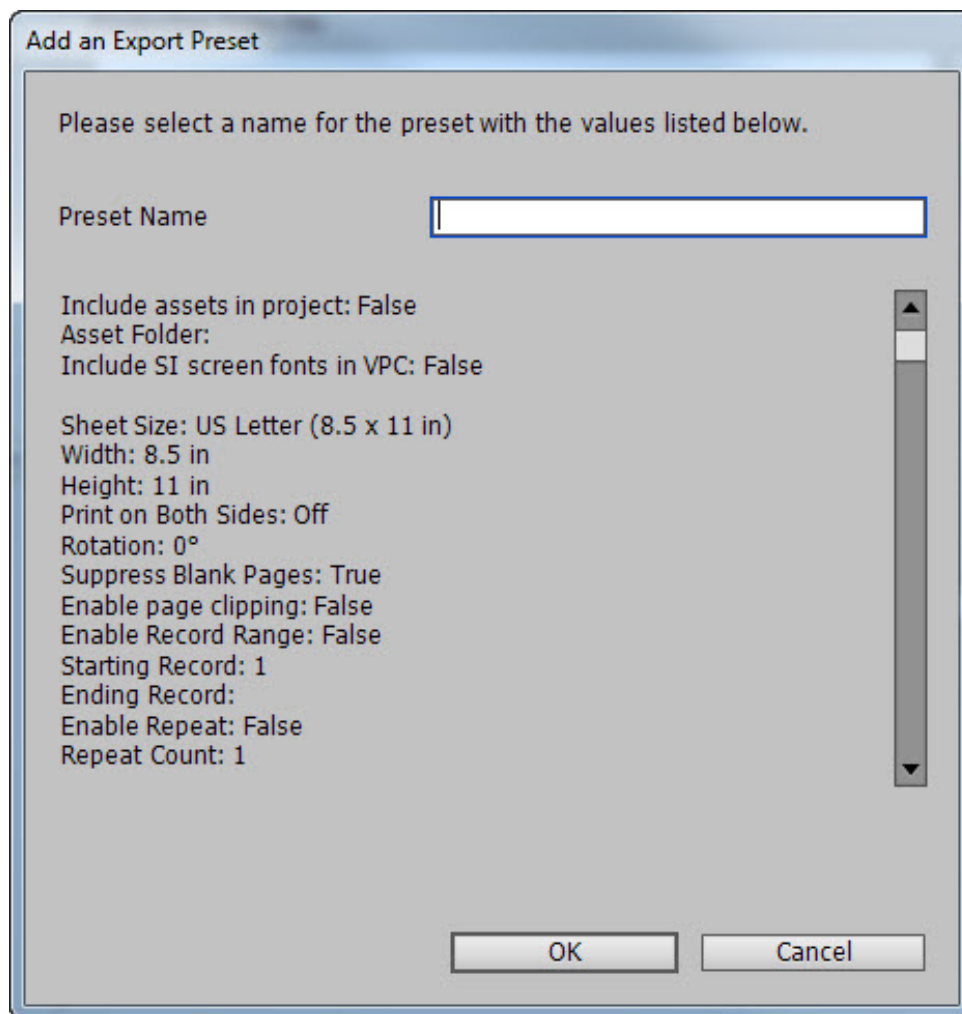 Add an Export Preset
Please select a name for the preset with the values listed below.
Preset Name
Include assets in project: False
Asset Folder:
Include SI screen fonts in VPC: False
Sheet Size: US Letter (8.5 x 11 in)
Width: 8.5 in
Height: 11 in
Print on Both Sides: Off
Rotation: 0°
Suppress Blank Pages: True
Enable page clipping: False
Enable Record Range: False
Starting Record: 1
Ending Record:
Enable Repeat: False
Repeat Count: 1
OK Cancel